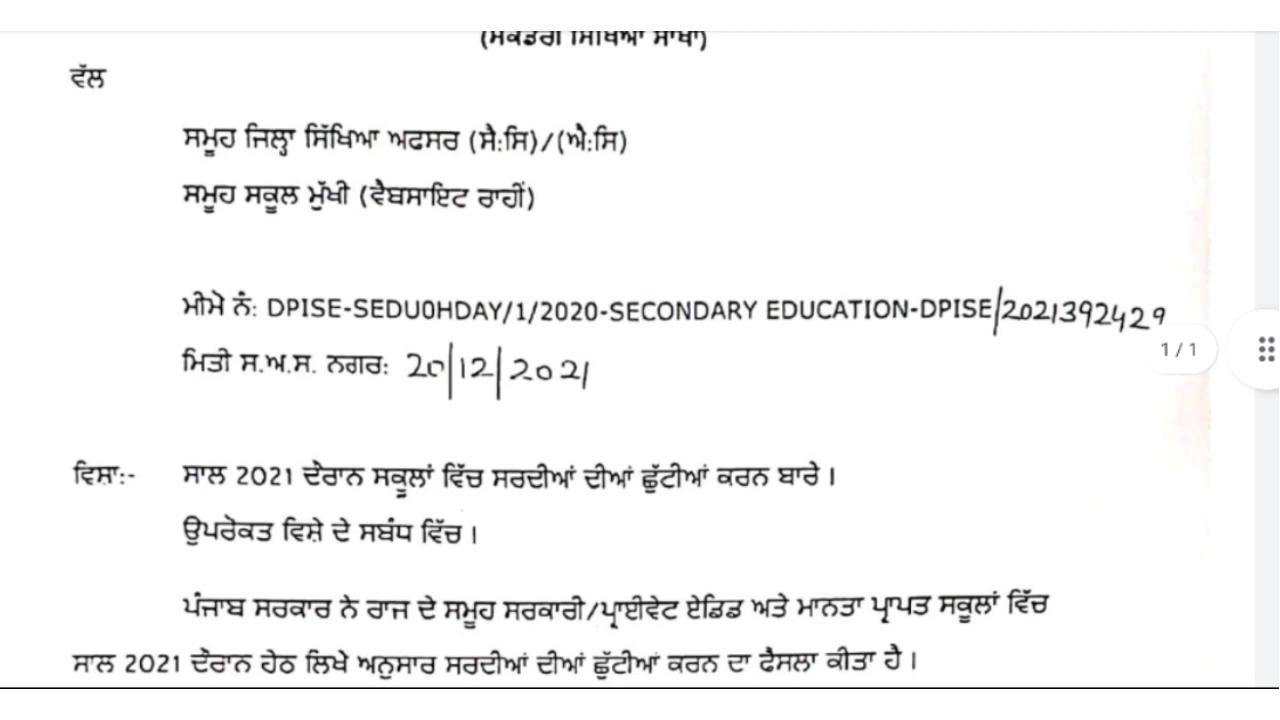 (ਸੈਕੰਡਰੀ ਸਿੱਖਿਆ ਸਾਖਾ)
ਵੱਲ
ਸਮੂਹ ਜਿਲ੍ਹਾ ਸਿੱਖਿਆ ਅਫਸਰ (ਸੈ:ਸਿ)/(ਐ:ਸਿ)
ਸਮੂਹ ਸਕੂਲ ਮੁੱਖੀ (ਵੈਬਸਾਇਟ ਰਾਹੀਂ)
ਮੀਮੋ ਨੰ: DPISE-SEDU0HDAY/1/2020-SECONDARY EDUCATION-DPISE/2021392429
1 / 1
ਮਿਤੀ ਸ.ਅ.ਸ. ਨਗਰ: 20/12/2021
ਵਿਸ਼ਾ:- ਸਾਲ 2021 ਦੌਰਾਨ ਸਕੂਲਾਂ ਵਿੱਚ ਸਰਦੀਆਂ ਦੀਆਂ ਛੁੱਟੀਆਂ ਕਰਨ ਬਾਰੇ।
ਉਪਰੋਕਤ ਵਿਸ਼ੇ ਦੇ ਸਬੰਧ ਵਿੱਚ।
ਪੰਜਾਬ ਸਰਕਾਰ ਨੇ ਰਾਜ ਦੇ ਸਮੂਹ ਸਰਕਾਰੀ/ਪ੍ਰਾਈਵੇਟ ਏਡਿਡ ਅਤੇ ਮਾਨਤਾ ਪ੍ਰਾਪਤ ਸਕੂਲਾਂ ਵਿੱਚ
ਸਾਲ 2021 ਦੌਰਾਨ ਹੇਠ ਲਿਖੇ ਅਨੁਸਾਰ ਸਰਦੀਆਂ ਦੀਆਂ ਛੁੱਟੀਆਂ ਕਰਨ ਦਾ ਫੈਸਲਾ ਕੀਤਾ ਹੈ।